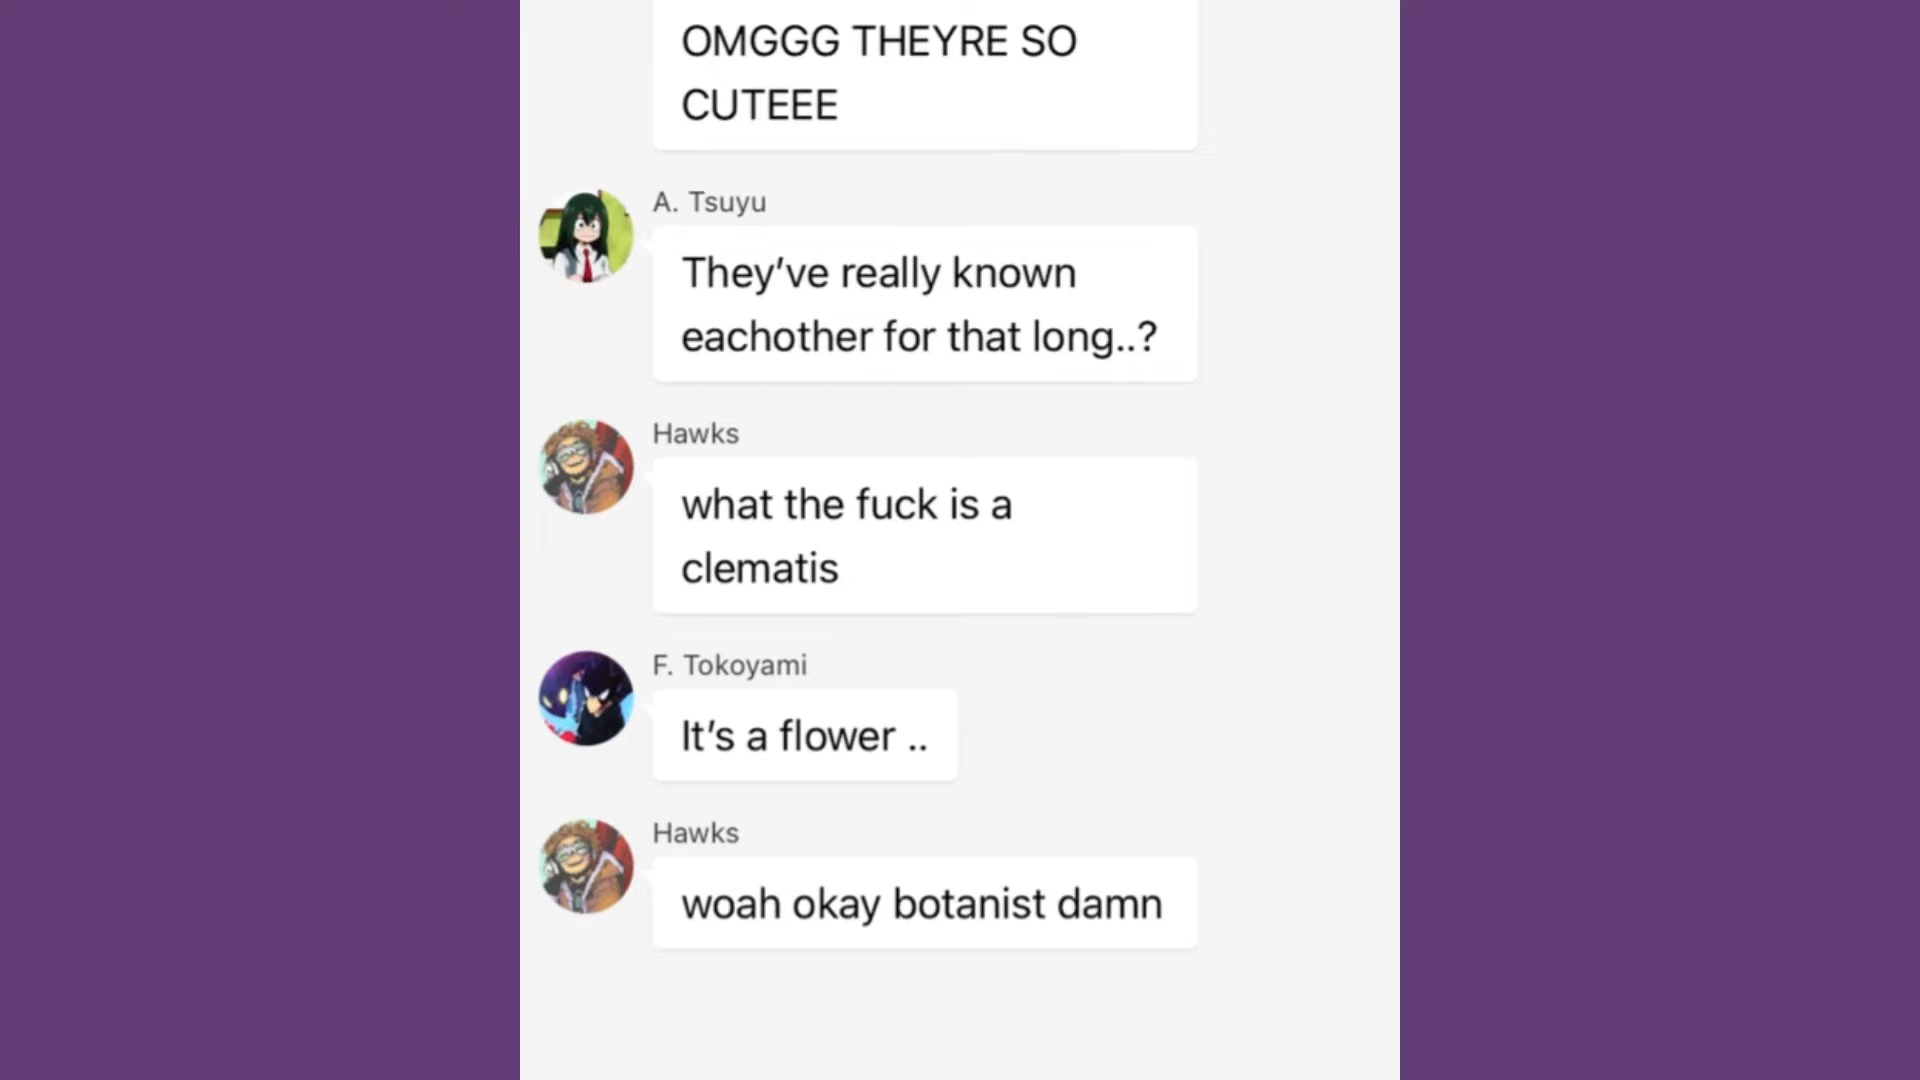 OMGGG THEYRE SO
CUTEEE
A. Tsuyu
They’ve really known
eachother for that long..?
Hawks
what the fuck is a
clematis
F. Tokoyami
It’s a flower ..
Hawks
woah okay botanist damn